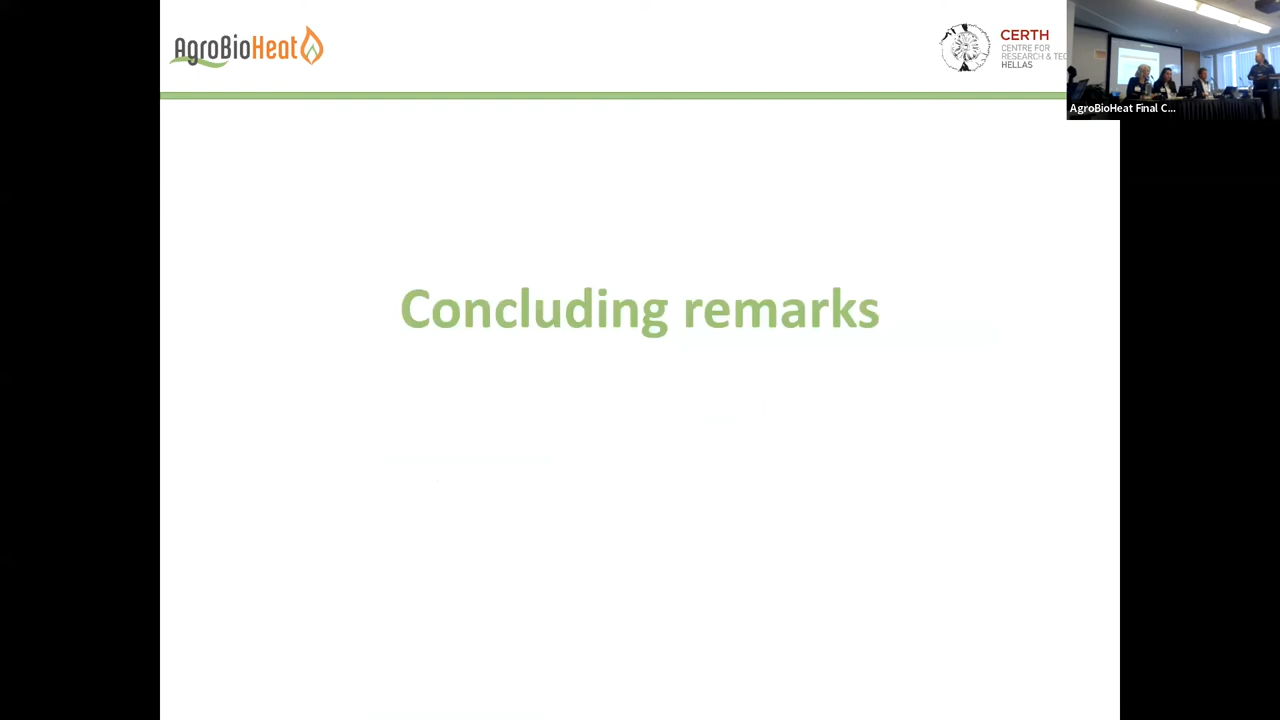 AgroBioHeat
CERTH
CENTRE FOR
RESEARCH & TEC
HELLAS
AgroBioHeat Final C...
Concluding remarks